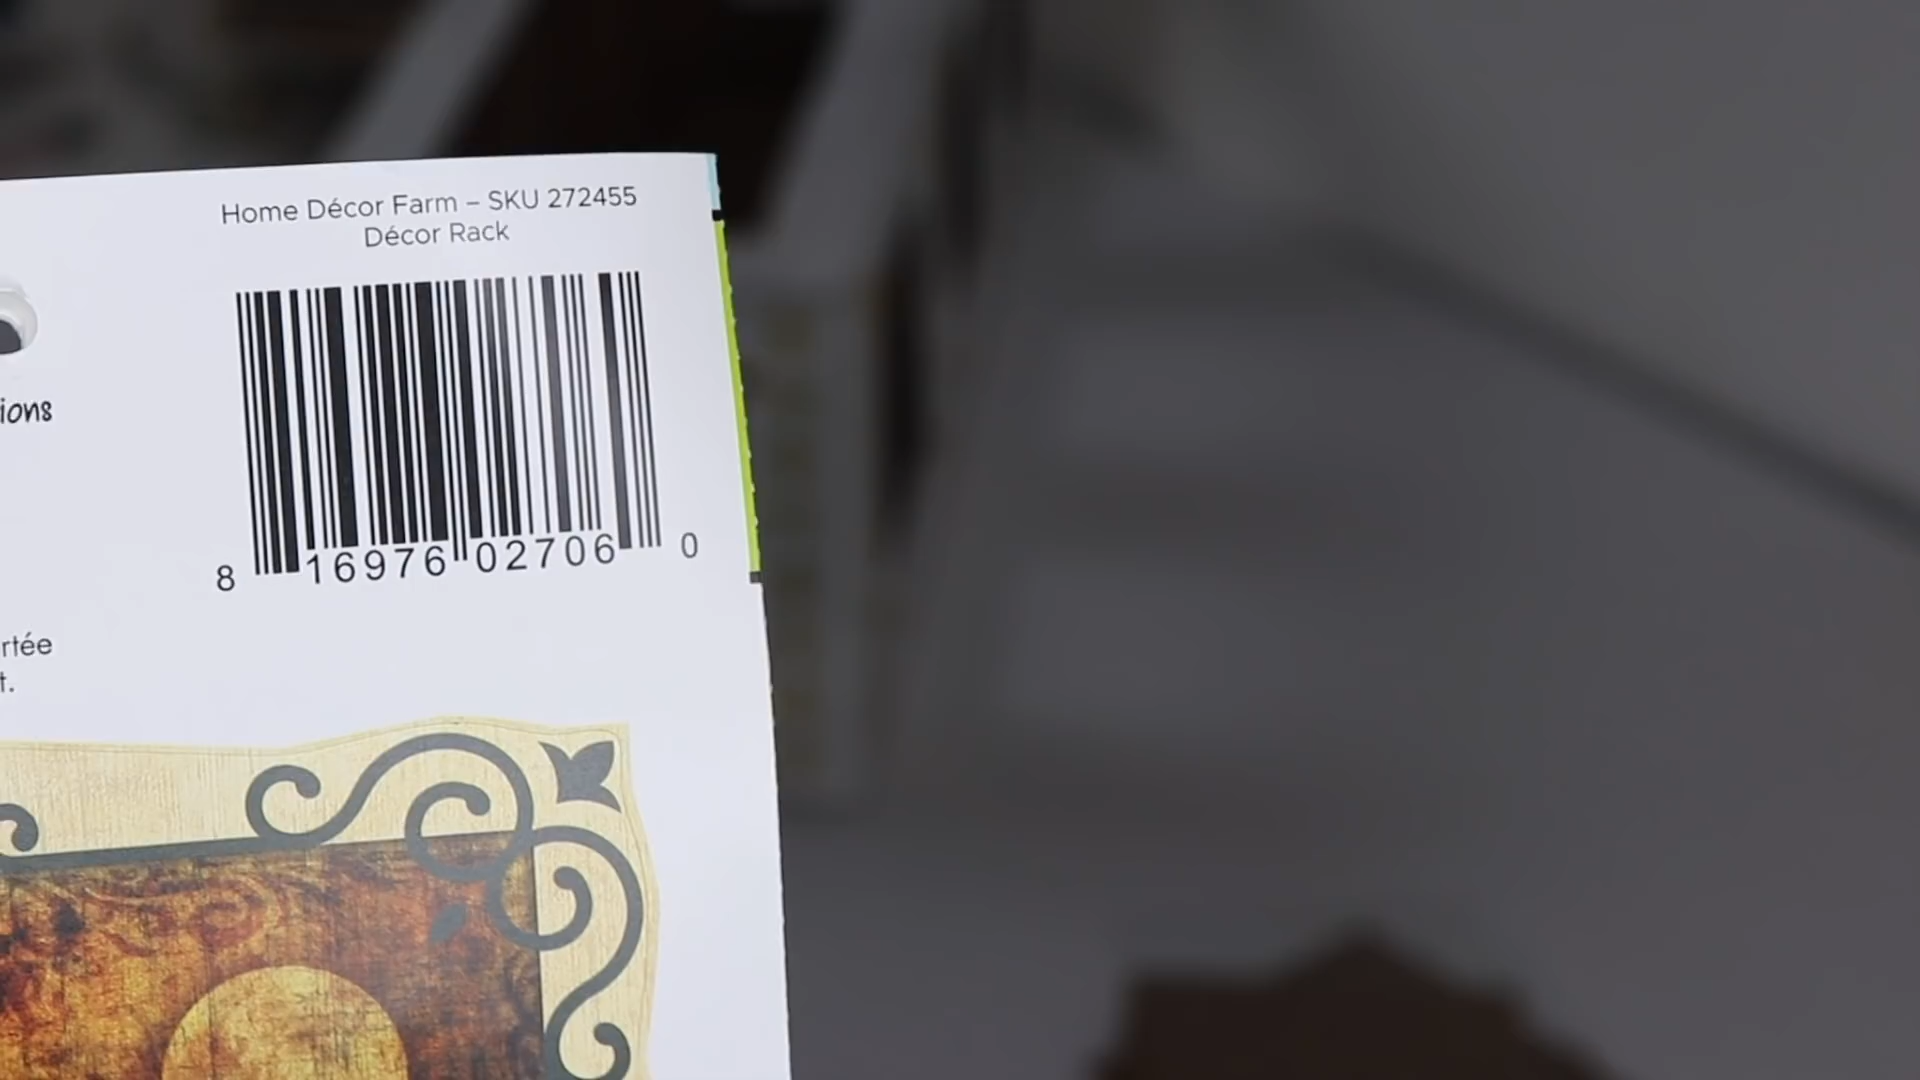 Home Décor Farm – SKU 272455
Décor Rack
8 16976 02706 0
ions
rtée
t.